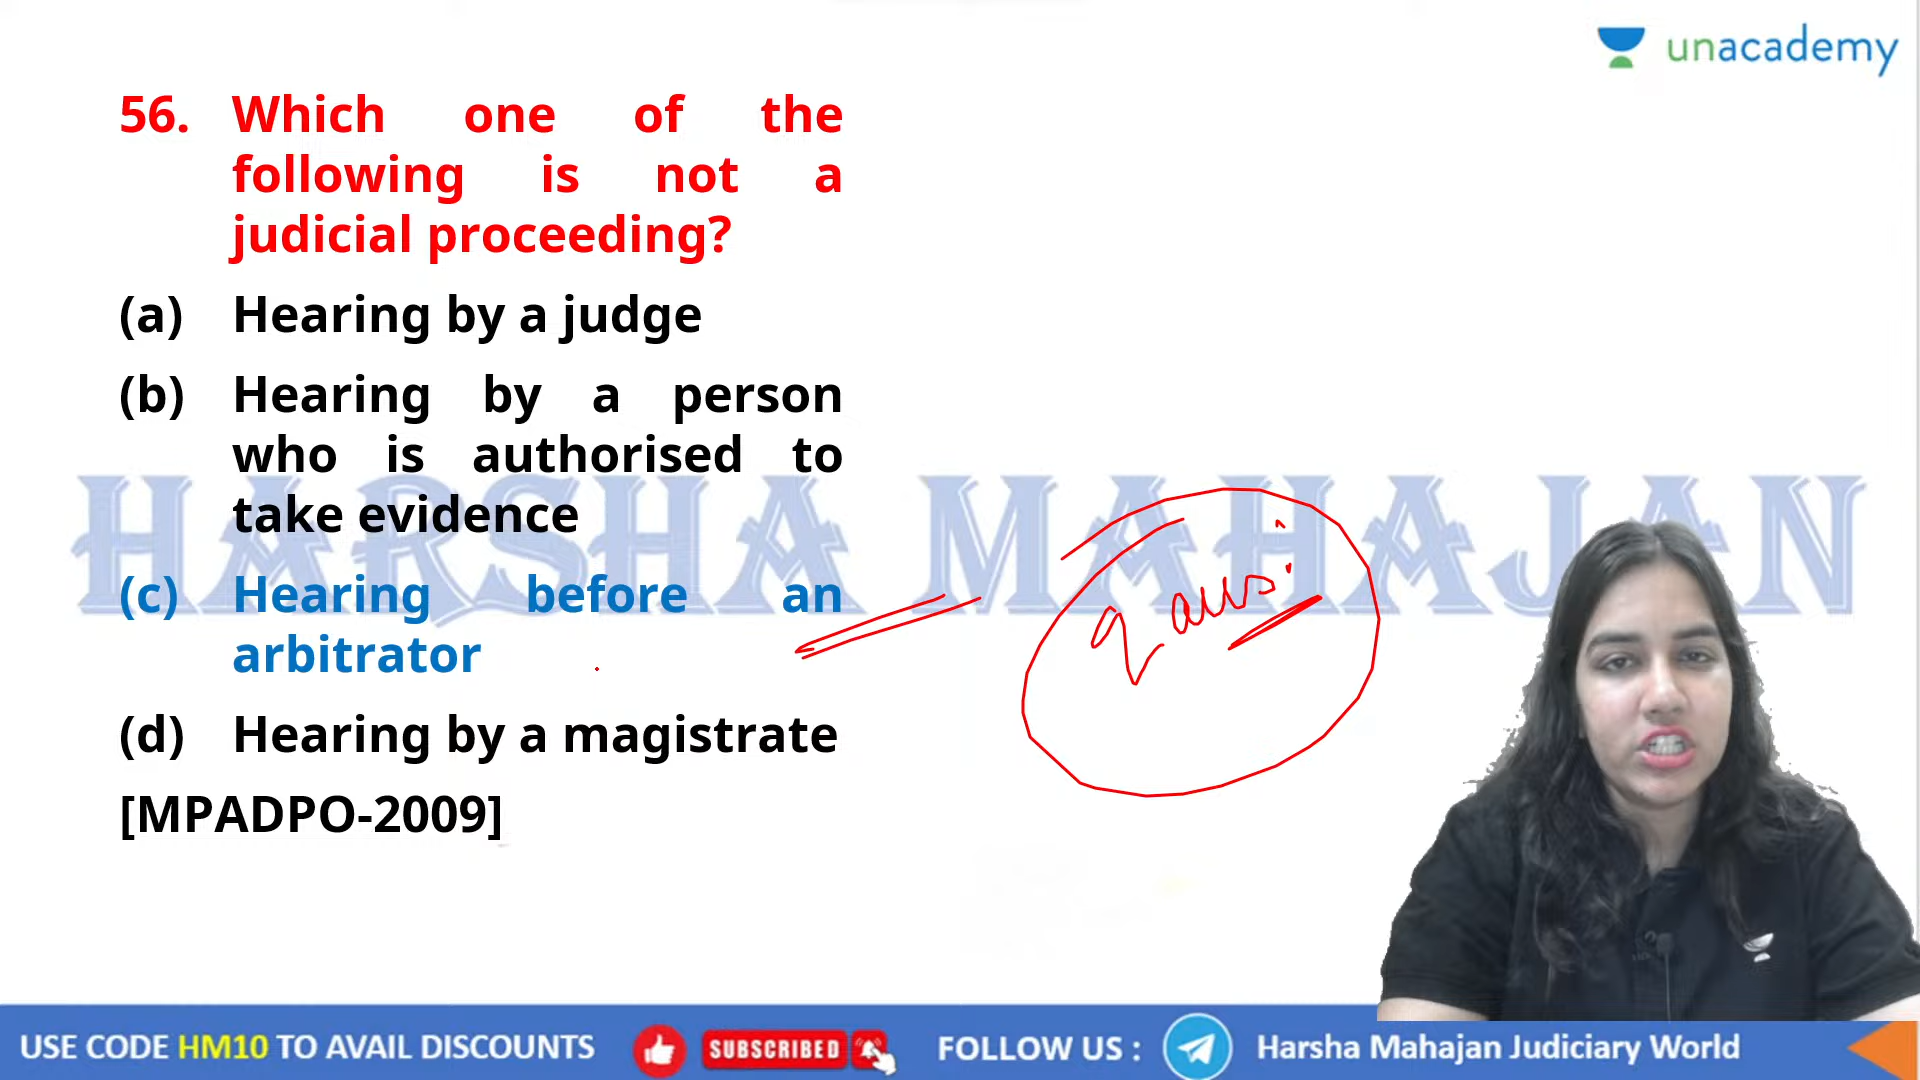 unacademy
56. Which one of the
following is not a
judicial proceeding?
(a) Hearing by a judge
(b) Hearing by a person
who is authorised to
take evidence
(c) Hearing before an
arbitrator
(d) Hearing by a magistrate
[MPADPO-2009]
HARSHA MAHAJAN
USE CODE HM10 TO AVAIL DISCOUNTS
SUBSCRIBED
FOLLOW US :
Harsha Mahajan Judiciary World